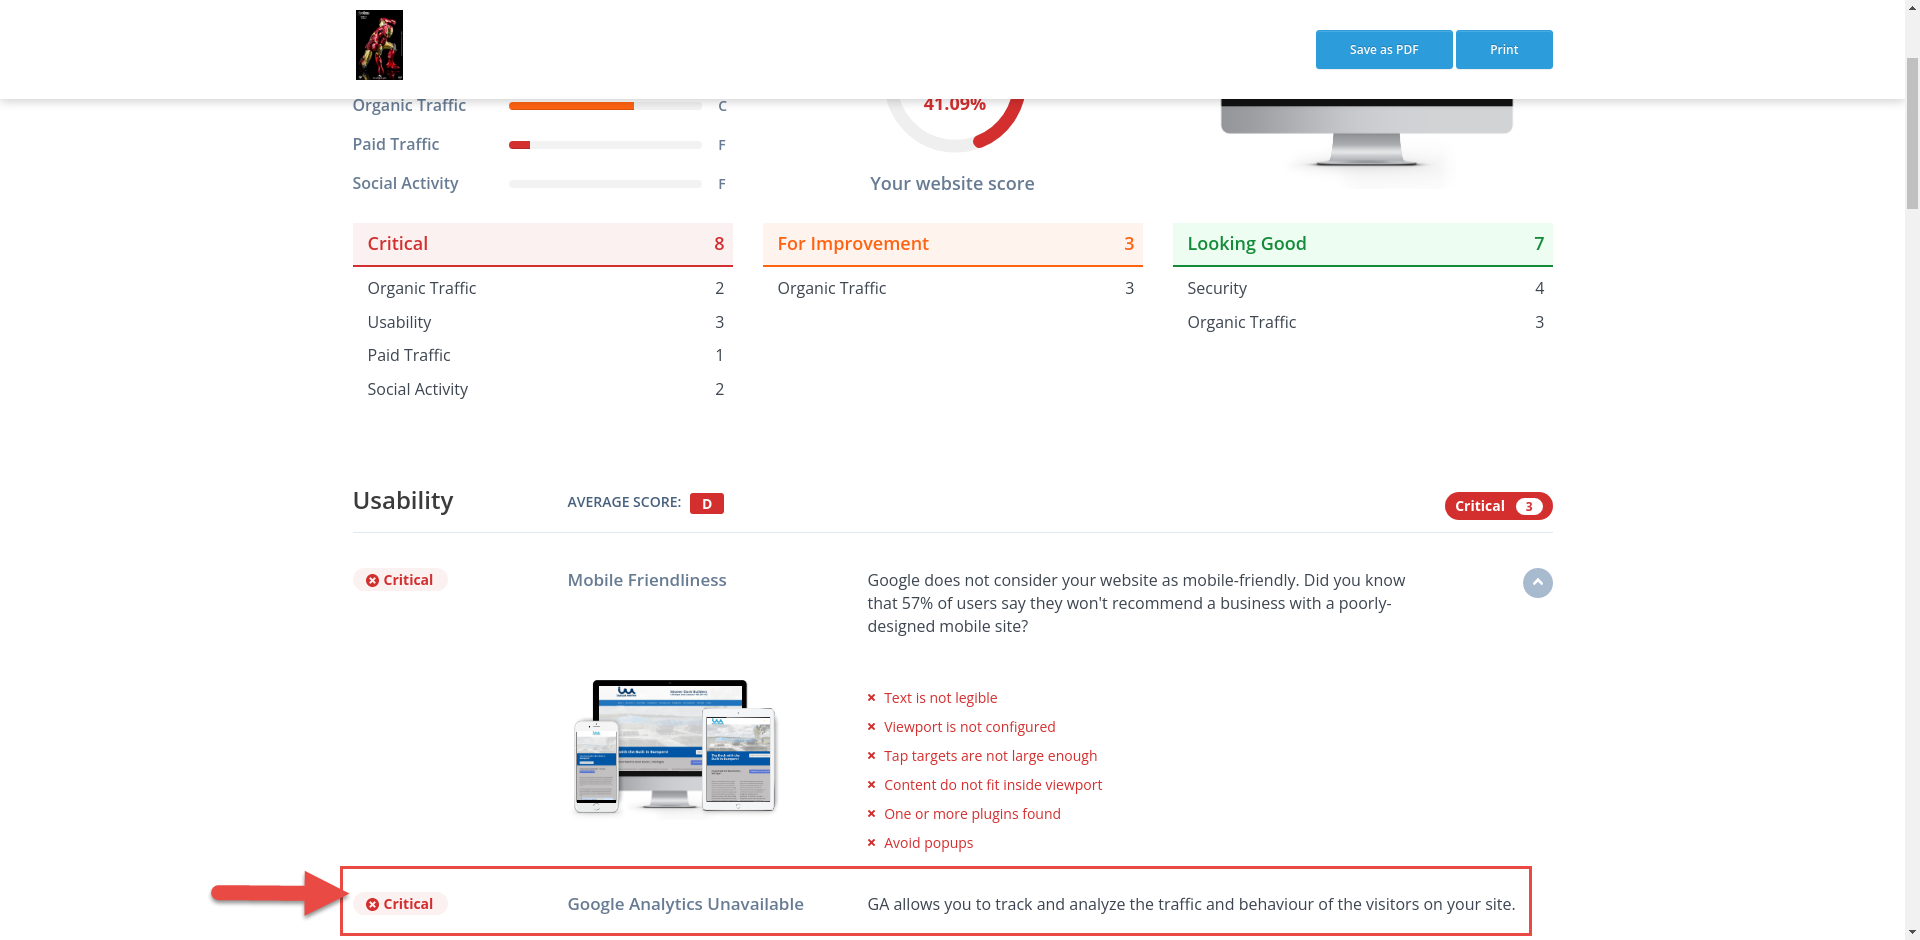 Save as PDF
Print
Organic Traffic C
41.09%
Paid Traffic F
Social Activity F
Your website score
Critical 8
For Improvement 3
Looking Good 7
Organic Traffic 2
Organic Traffic 3
Security 4
Usability 3
Organic Traffic 3
Paid Traffic 1
Social Activity 2
Usability
AVERAGE SCORE: D
Critical 3
Critical
Mobile Friendliness
Google does not consider your website as mobile-friendly. Did you know
that 57% of users say they won't recommend a business with a poorly-
designed mobile site?
Text is not legible
Viewport is not configured
Tap targets are not large enough
Content do not fit inside viewport
One or more plugins found
Avoid popups
Critical
Google Analytics Unavailable
GA allows you to track and analyze the traffic and behaviour of the visitors on your site.